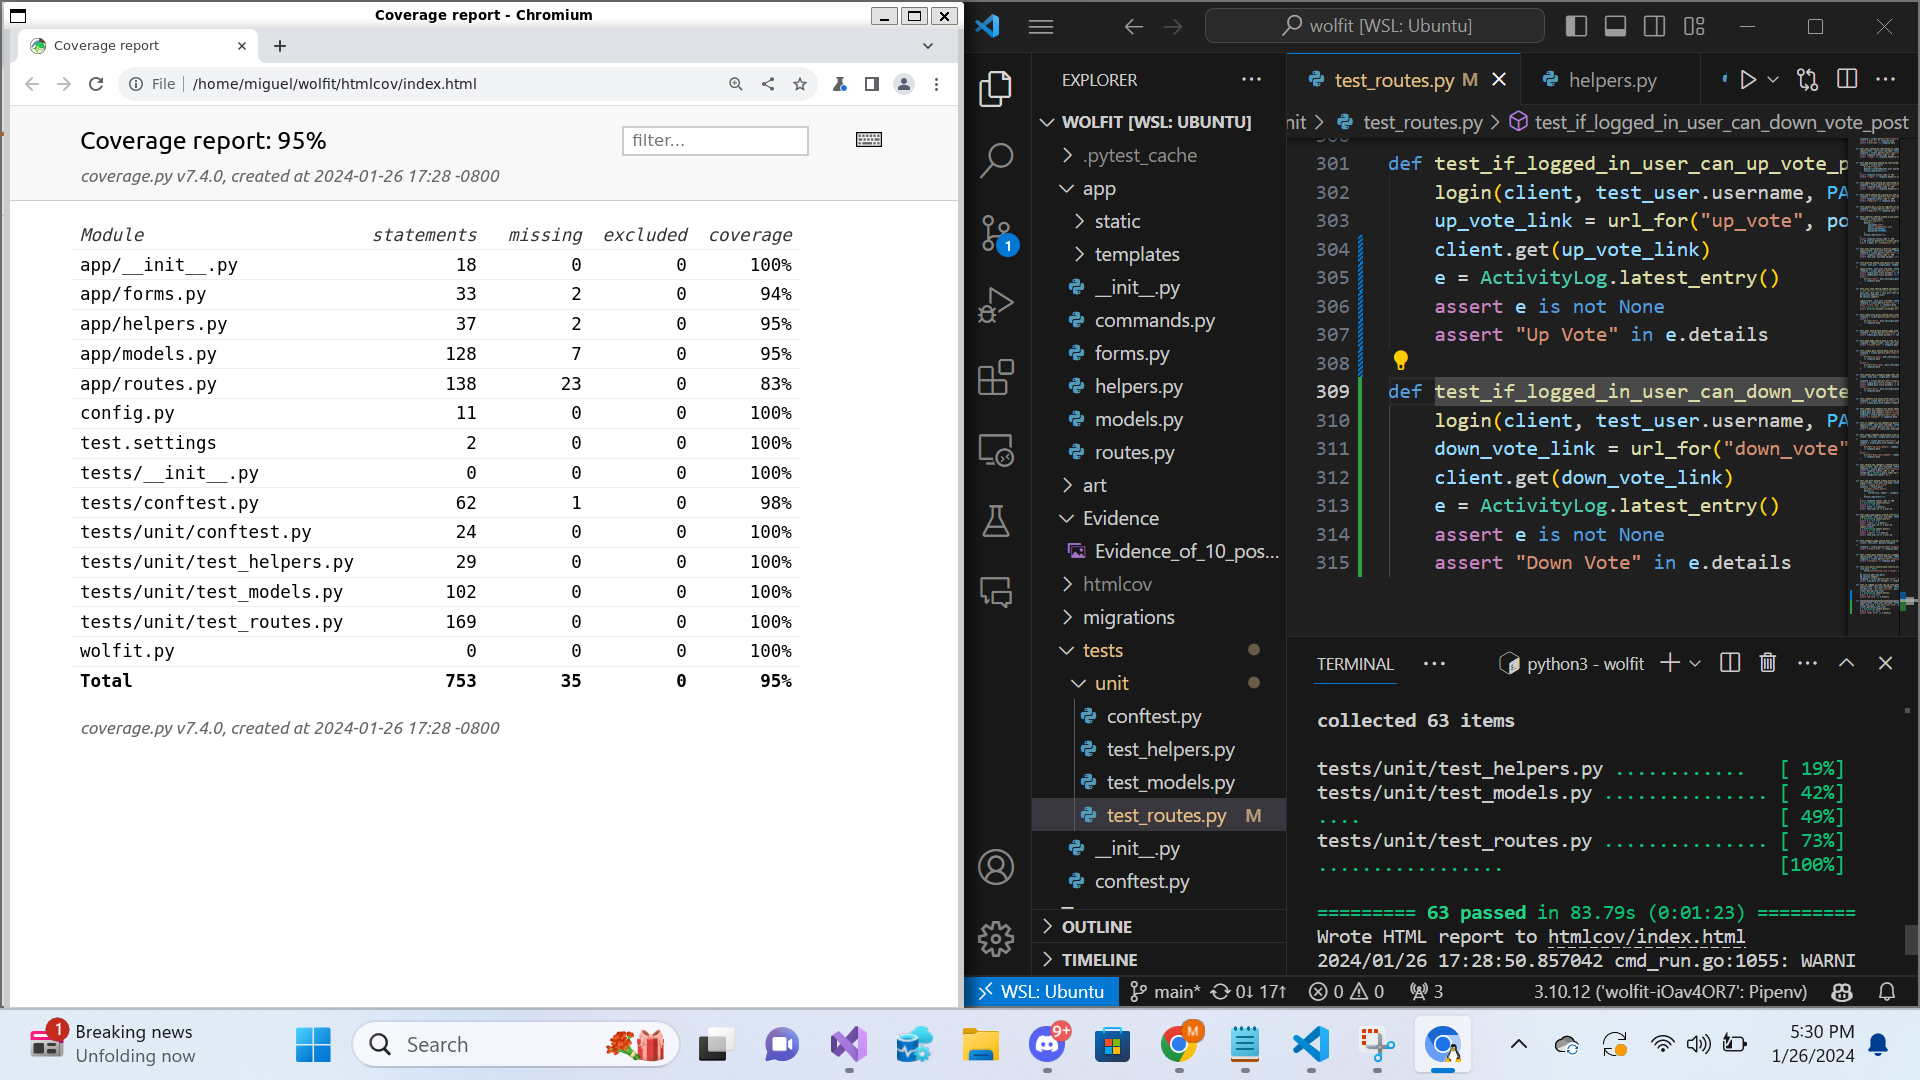 Coverage report - Chromium
Coverage report
File /home/miguel/wolfit/htmlcov/index.html
Coverage report: 95%
filter...
coverage.py v7.4.0, created at 2024-01-26 17:28 -0800
Module statements missing excluded coverage
app/__init__.py 18 0 0 100%
app/forms.py 33 2 0 94%
app/helpers.py 37 2 0 95%
app/models.py 128 7 0 95%
app/routes.py 138 23 0 83%
config.py 11 0 0 100%
test.settings 2 0 0 100%
tests/__init__.py 0 0 0 100%
tests/conftest.py 62 1 0 98%
tests/unit/conftest.py 24 0 0 100%
tests/unit/test_helpers.py 29 0 0 100%
tests/unit/test_models.py 102 0 0 100%
tests/unit/test_routes.py 169 0 0 100%
wolfit.py 0 0 0 100%
Total 753 35 0 95%
coverage.py v7.4.0, created at 2024-01-26 17:28 -0800
wolfit [WSL: Ubuntu]
1
EXPLORER
WOLFIT [WSL: UBUNTU]
.pytest_cache
app
static
templates
__init__.py
commands.py
forms.py
helpers.py
models.py
routes.py
art
Evidence
Evidence_of_10_pos...
htmlcov
migrations
tests
unit
conftest.py
test_helpers.py
test_models.py
test_routes.py M
__init__.py
conftest.py
OUTLINE
TIMELINE
test_routes.py M
helpers.py
nit > test_routes.py > test_if_logged_in_user_can_down_vote_post
301 def test_if_logged_in_user_can_up_vote_p
302 login(client, test_user.username, PA
303 up_vote_link = url_for("up_vote", po
304 client.get(up_vote_link)
305 e = ActivityLog.latest_entry()
306 assert e is not None
307 assert "Up Vote" in e.details
308
309 def test_if_logged_in_user_can_down_vote
310 login(client, test_user.username, PA
311 down_vote_link = url_for("down_vote"
312 client.get(down_vote_link)
313 e = ActivityLog.latest_entry()
314 assert e is not None
315 assert "Down Vote" in e.details
TERMINAL
python3 - wolfit
collected 63 items
tests/unit/test_helpers.py ............ [ 19%]
tests/unit/test_models.py ............... [ 42%]
.... [ 49%]
tests/unit/test_routes.py ............... [ 73%]
................. [100%]
========= 63 passed in 83.79s (0:01:23) =========
Wrote HTML report to htmlcov/index.html
2024/01/26 17:28:50.857042 cmd_run.go:1055: WARNI
WSL: Ubuntu
main* 0↓ 17↑
0 0
3
3.10.12 ('wolfit-iOav4OR7': Pipenv)
1
Breaking news
Unfolding now
Search
9+
M
5:30 PM
1/26/2024